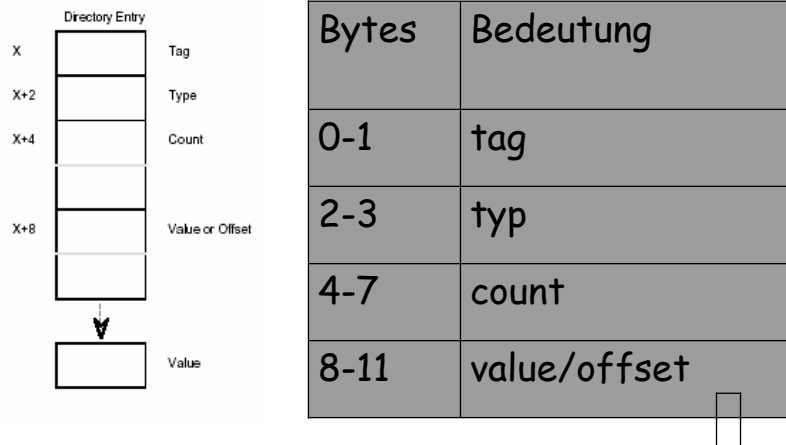 Directory Entry
X Tag
X+2 Type
X+4 Count
X+8 Value or Offset
Value
Bytes Bedeutung
0-1 tag
2-3 typ
4-7 count
8-11 value/offset